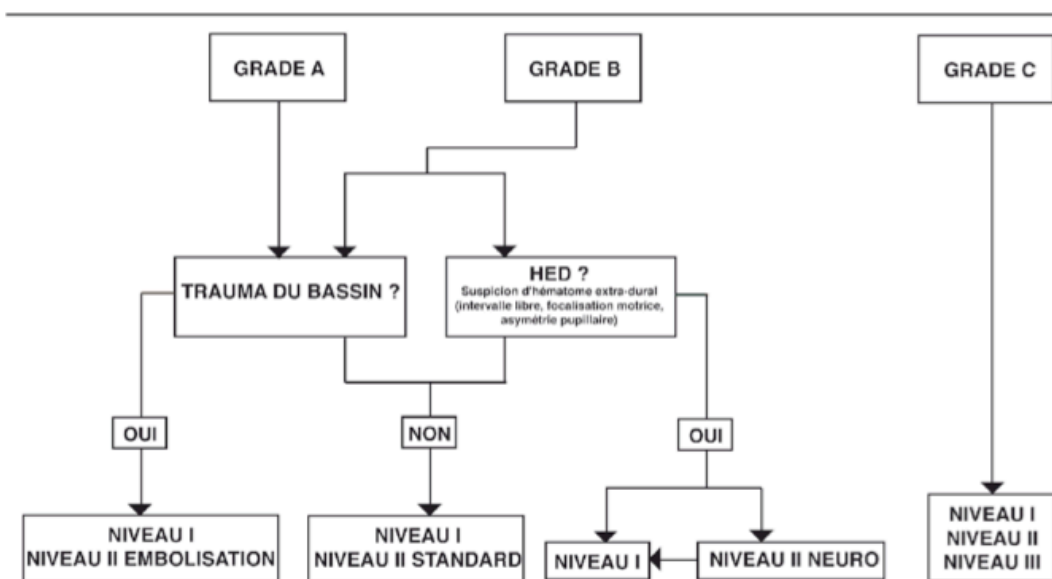 GRADE A
GRADE B
GRADE C
TRAUMA DU BASSIN ?
HED ?
Suspicion d'hématome extra-dural
(intervalle libre, focalisation motrice,
asymétrie pupillaire)
OUI
NON
OUI
NIVEAU I
NIVEAU II EMBOLISATION
NIVEAU I
NIVEAU II STANDARD
NIVEAU I
NIVEAU II NEURO
NIVEAU I
NIVEAU II
NIVEAU III